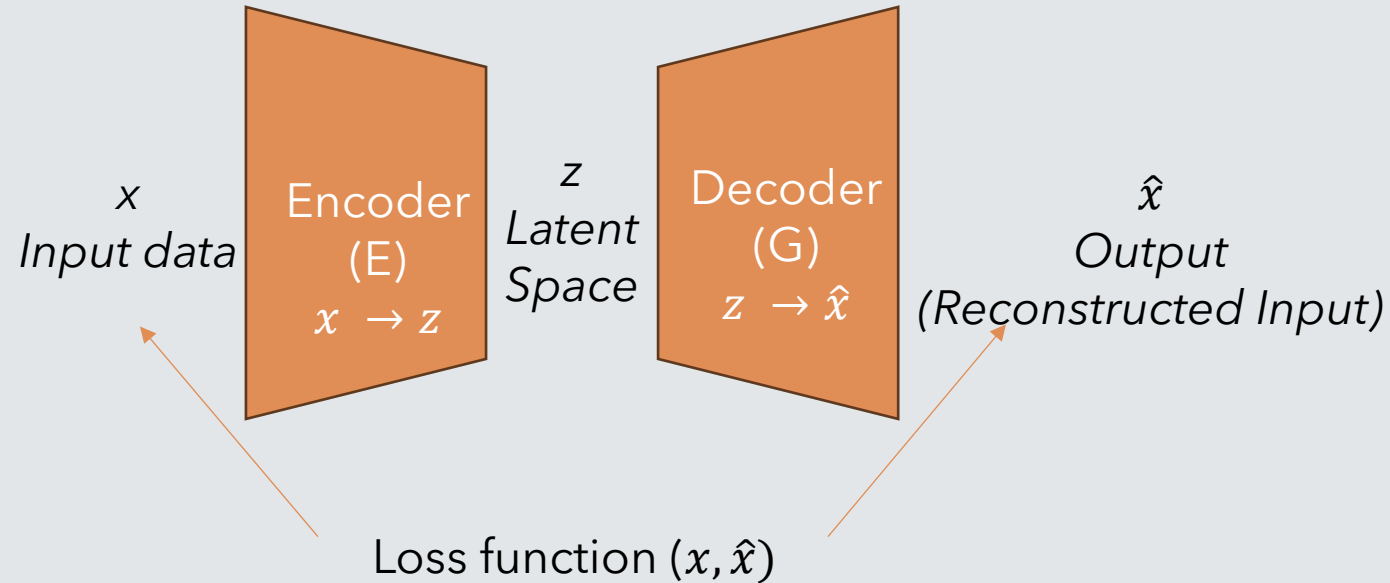 x
Input data
Encoder
(E)
x → z
z
Latent
Space
Decoder
(G)
z → x̂
x̂
Output
(Reconstructed Input)
Loss function (x, x̂)